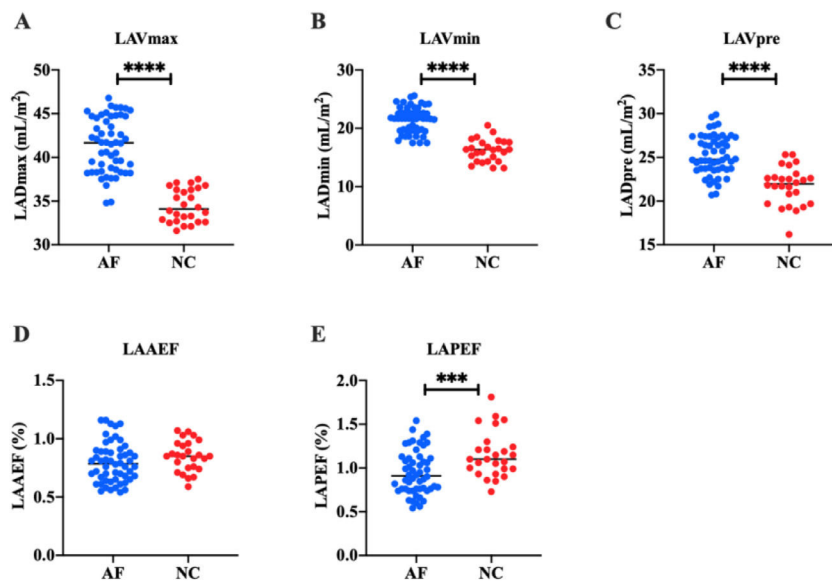 A
LAVmax
****
LADmax (mL/m²)
50
45
40
35
30
AF NC
B
LAVmin
****
LADmin (mL/m²)
30
20
10
0
AF NC
C
LAVpre
****
LADpre (mL/m²)
35
30
25
20
15
AF NC
D
LAAEF
LAAEF (%)
1.5
1.0
0.5
0.0
AF NC
E
LAPEF
***
LAPEF (%)
2.0
1.5
1.0
0.5
0.0
AF NC